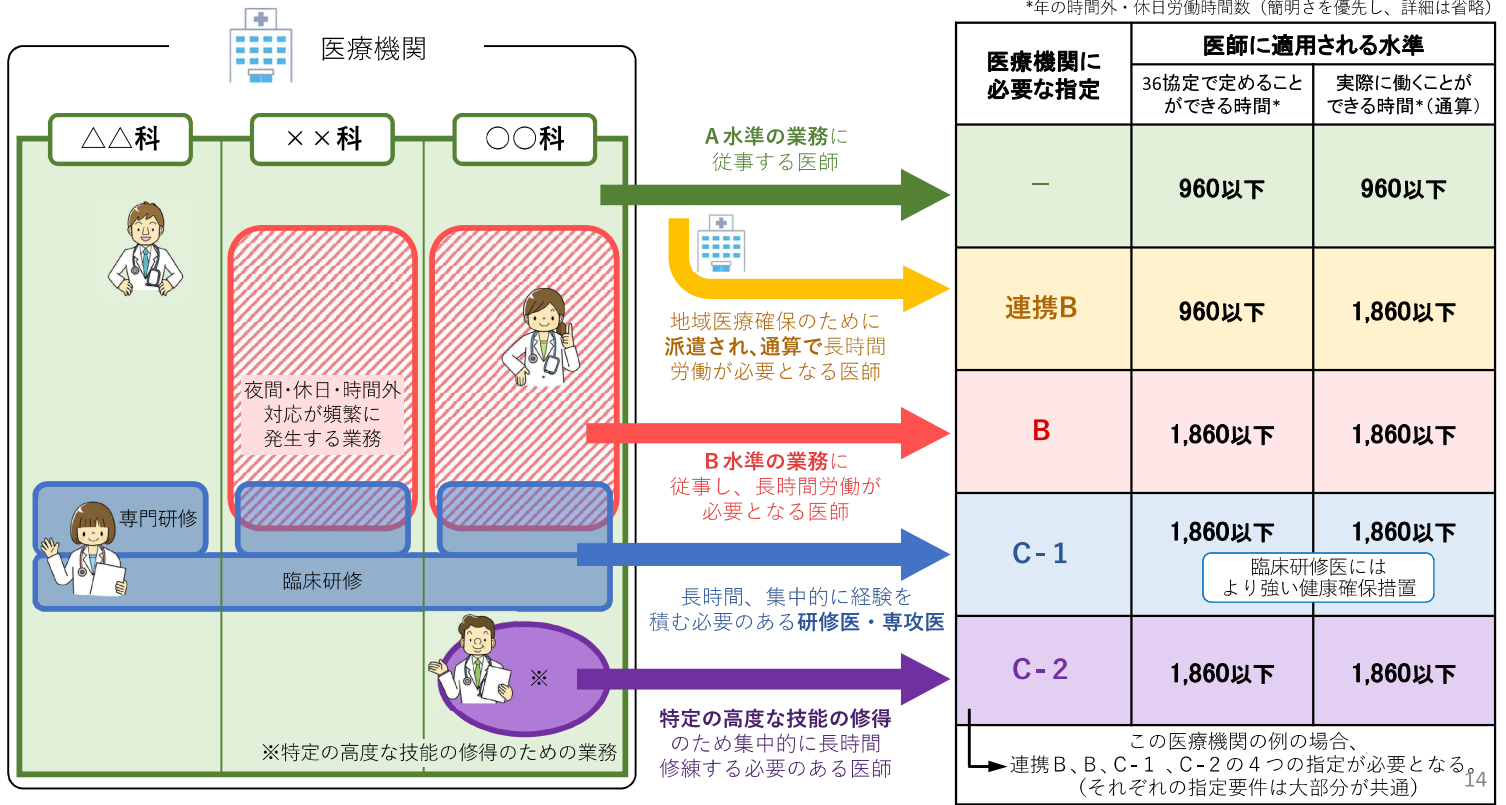 *年の時間外・休日労働時間数（簡明さを優先し、詳細は省略）
医療機関
△△科
××科
○○科
夜間・休日・時間外
対応が頻繁に
発生する業務
専門研修
臨床研修
※
※特定の高度な技能の修得のための業務
A水準の業務に
従事する医師
地域医療確保のために
派遣され、通算で長時間
労働が必要となる医師
B水準の業務に
従事し、長時間労働が
必要となる医師
長時間、集中的に経験を
積む必要のある研修医・専攻医
特定の高度な技能の修得
のため集中的に長時間
修練する必要のある医師
医療機関に
必要な指定
医師に適用される水準
36協定で定めること
ができる時間*
実際に働くことが
できる時間*（通算）
－
960以下
960以下
連携B
960以下
1,860以下
B
1,860以下
1,860以下
C-1
1,860以下
1,860以下
臨床研修医には
より強い健康確保措置
C-2
1,860以下
1,860以下
この医療機関の例の場合、
連携B、B、C-1、C-2の４つの指定が必要となる。
（それぞれの指定要件は大部分が共通）
14